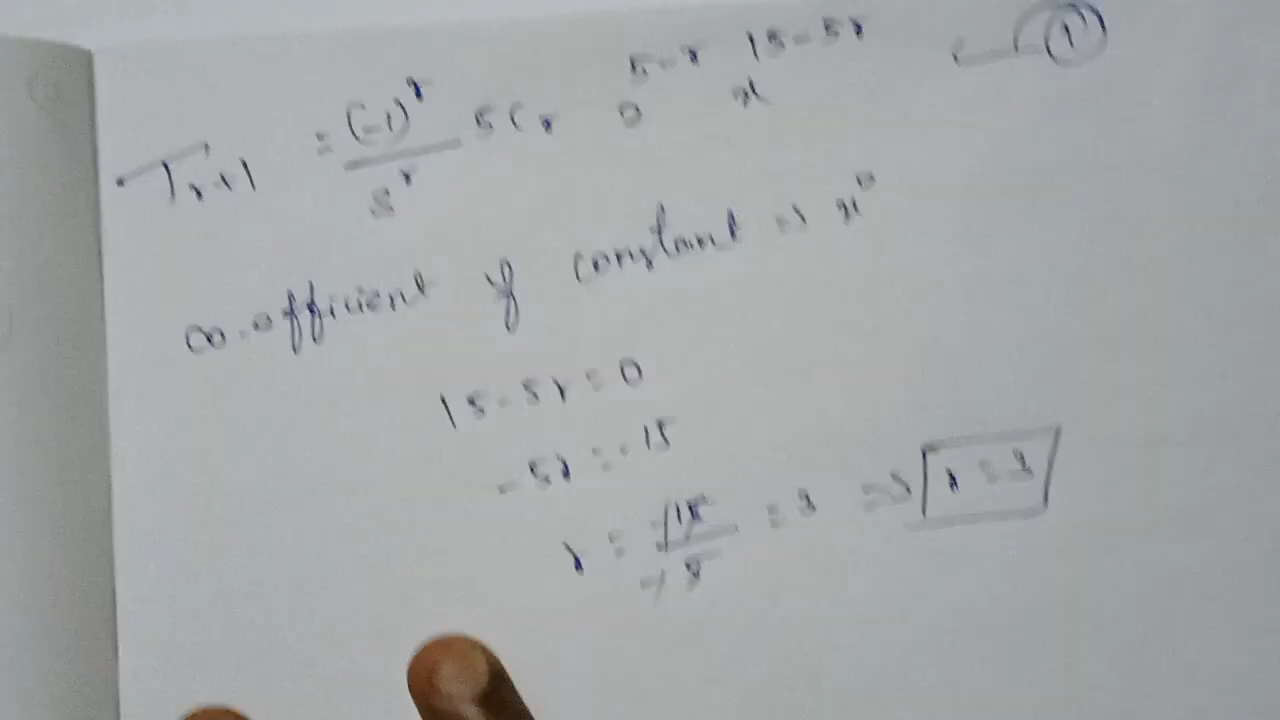 T r+1 = (-1)^r / 3^r 5Cr a^5-r x^15-5r (1)
co.efficient of constant => x^0
15-5r=0
-5r=-15
r = -15/-5 = 3 => r = 3